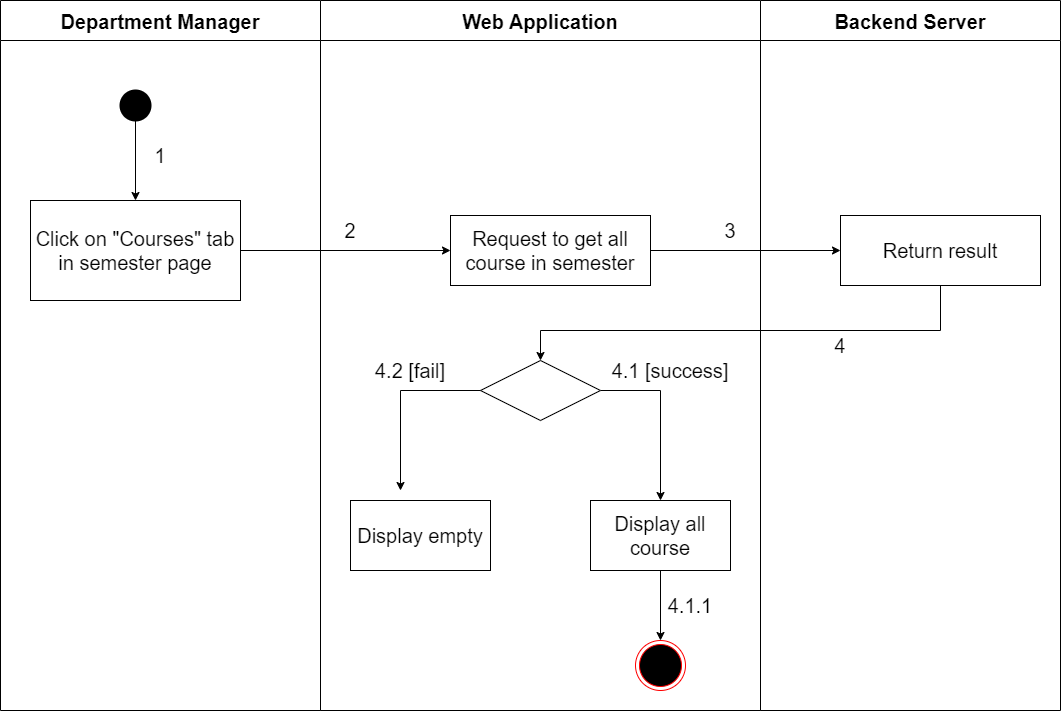 Department Manager
Web Application
Backend Server
1
Click on "Courses" tab
in semester page
2
Request to get all
course in semester
3
Return result
4
4.2 [fail]
4.1 [success]
Display empty
Display all
course
4.1.1